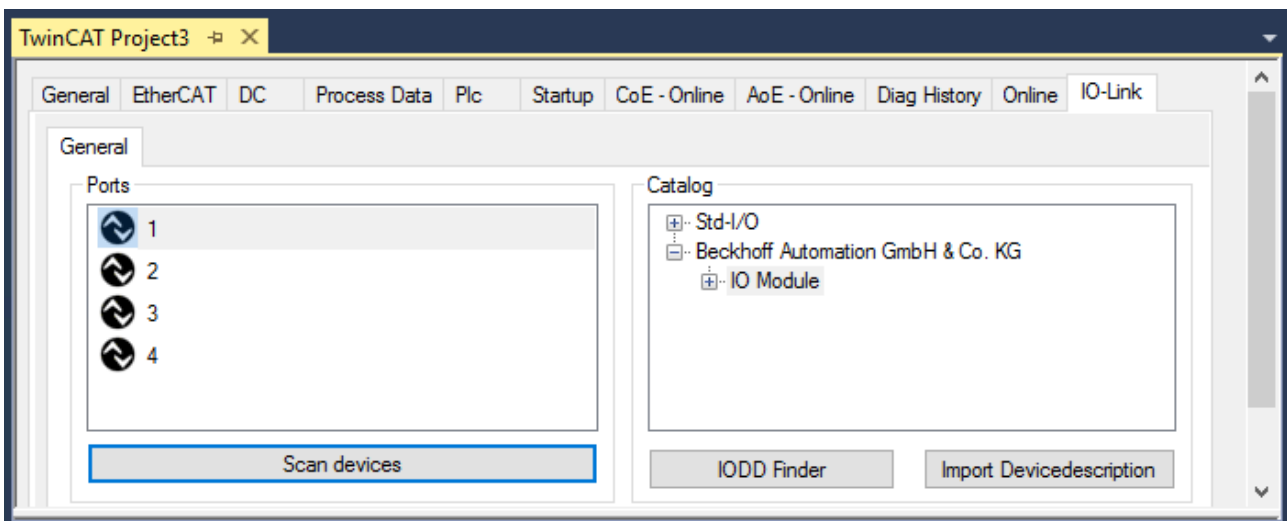 TwinCAT Project3
General EtherCAT DC Process Data Plc Startup CoE - Online AoE - Online Diag History Online IO-Link
General
Ports
1
2
3
4
Scan devices
Catalog
Std-I/O
Beckhoff Automation GmbH & Co. KG
IO Module
IODD Finder Import Devicedescription